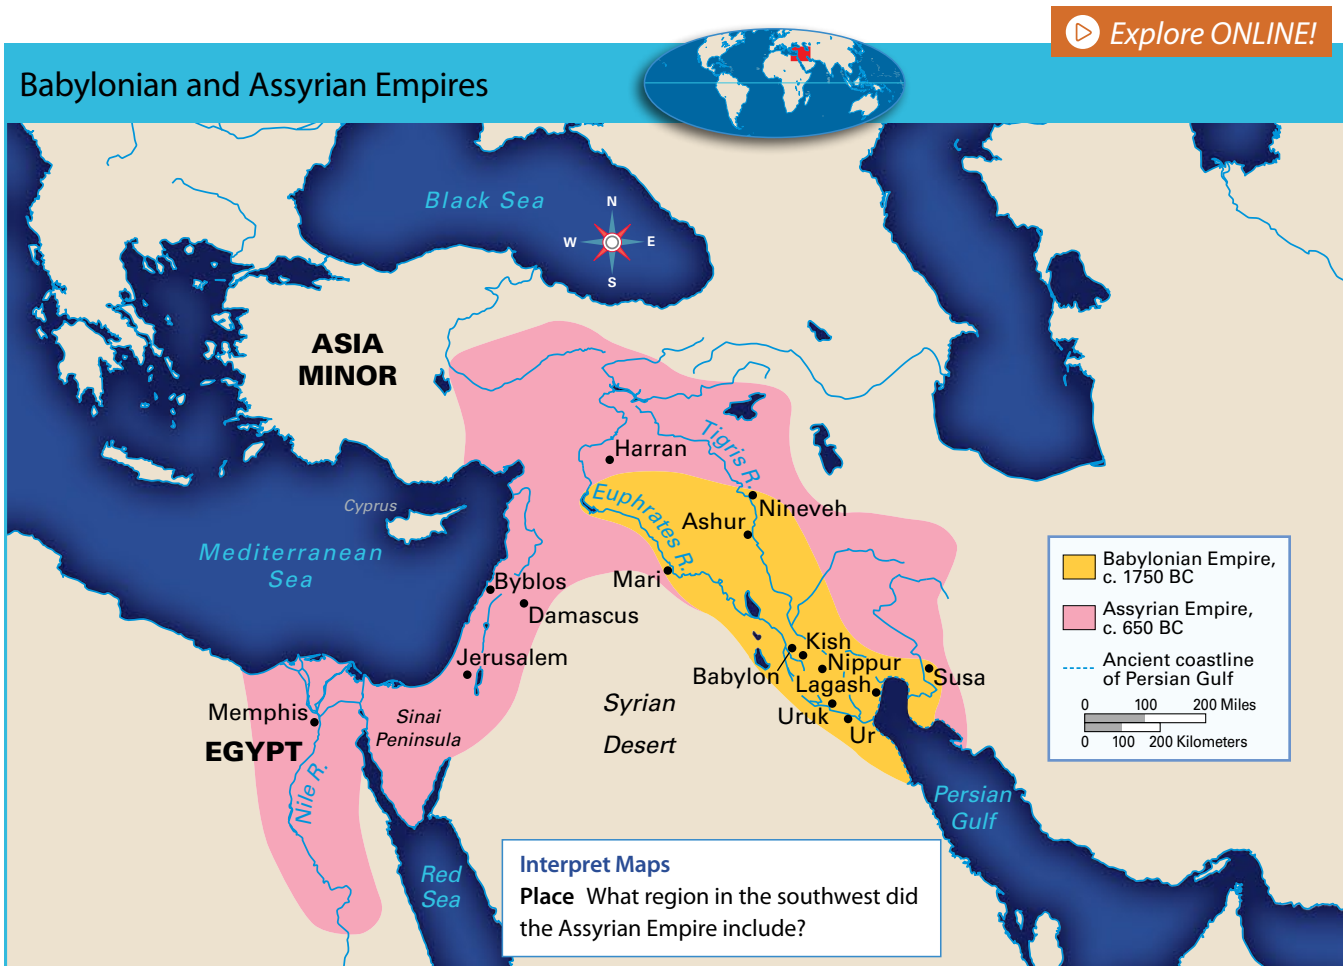 Explore ONLINE!
Babylonian and Assyrian Empires
Black Sea
N
W
E
S
ASIA
MINOR
Harran
Tigris R.
Euphrates R.
Nineveh
Ashur
Cyprus
Mediterranean
Sea
Byblos
Mari
Damascus
Kish
Jerusalem
Babylon
Nippur
Lagash
Susa
Syrian
Desert
Uruk
Ur
Memphis
EGYPT
Sinai
Peninsula
Nile R.
Red
Sea
Persian
Gulf
Babylonian Empire,
c. 1750 BC
Assyrian Empire,
c. 650 BC
Ancient coastline
of Persian Gulf
0 100 200 Miles
0 100 200 Kilometers
Interpret Maps
Place What region in the southwest did
the Assyrian Empire include?